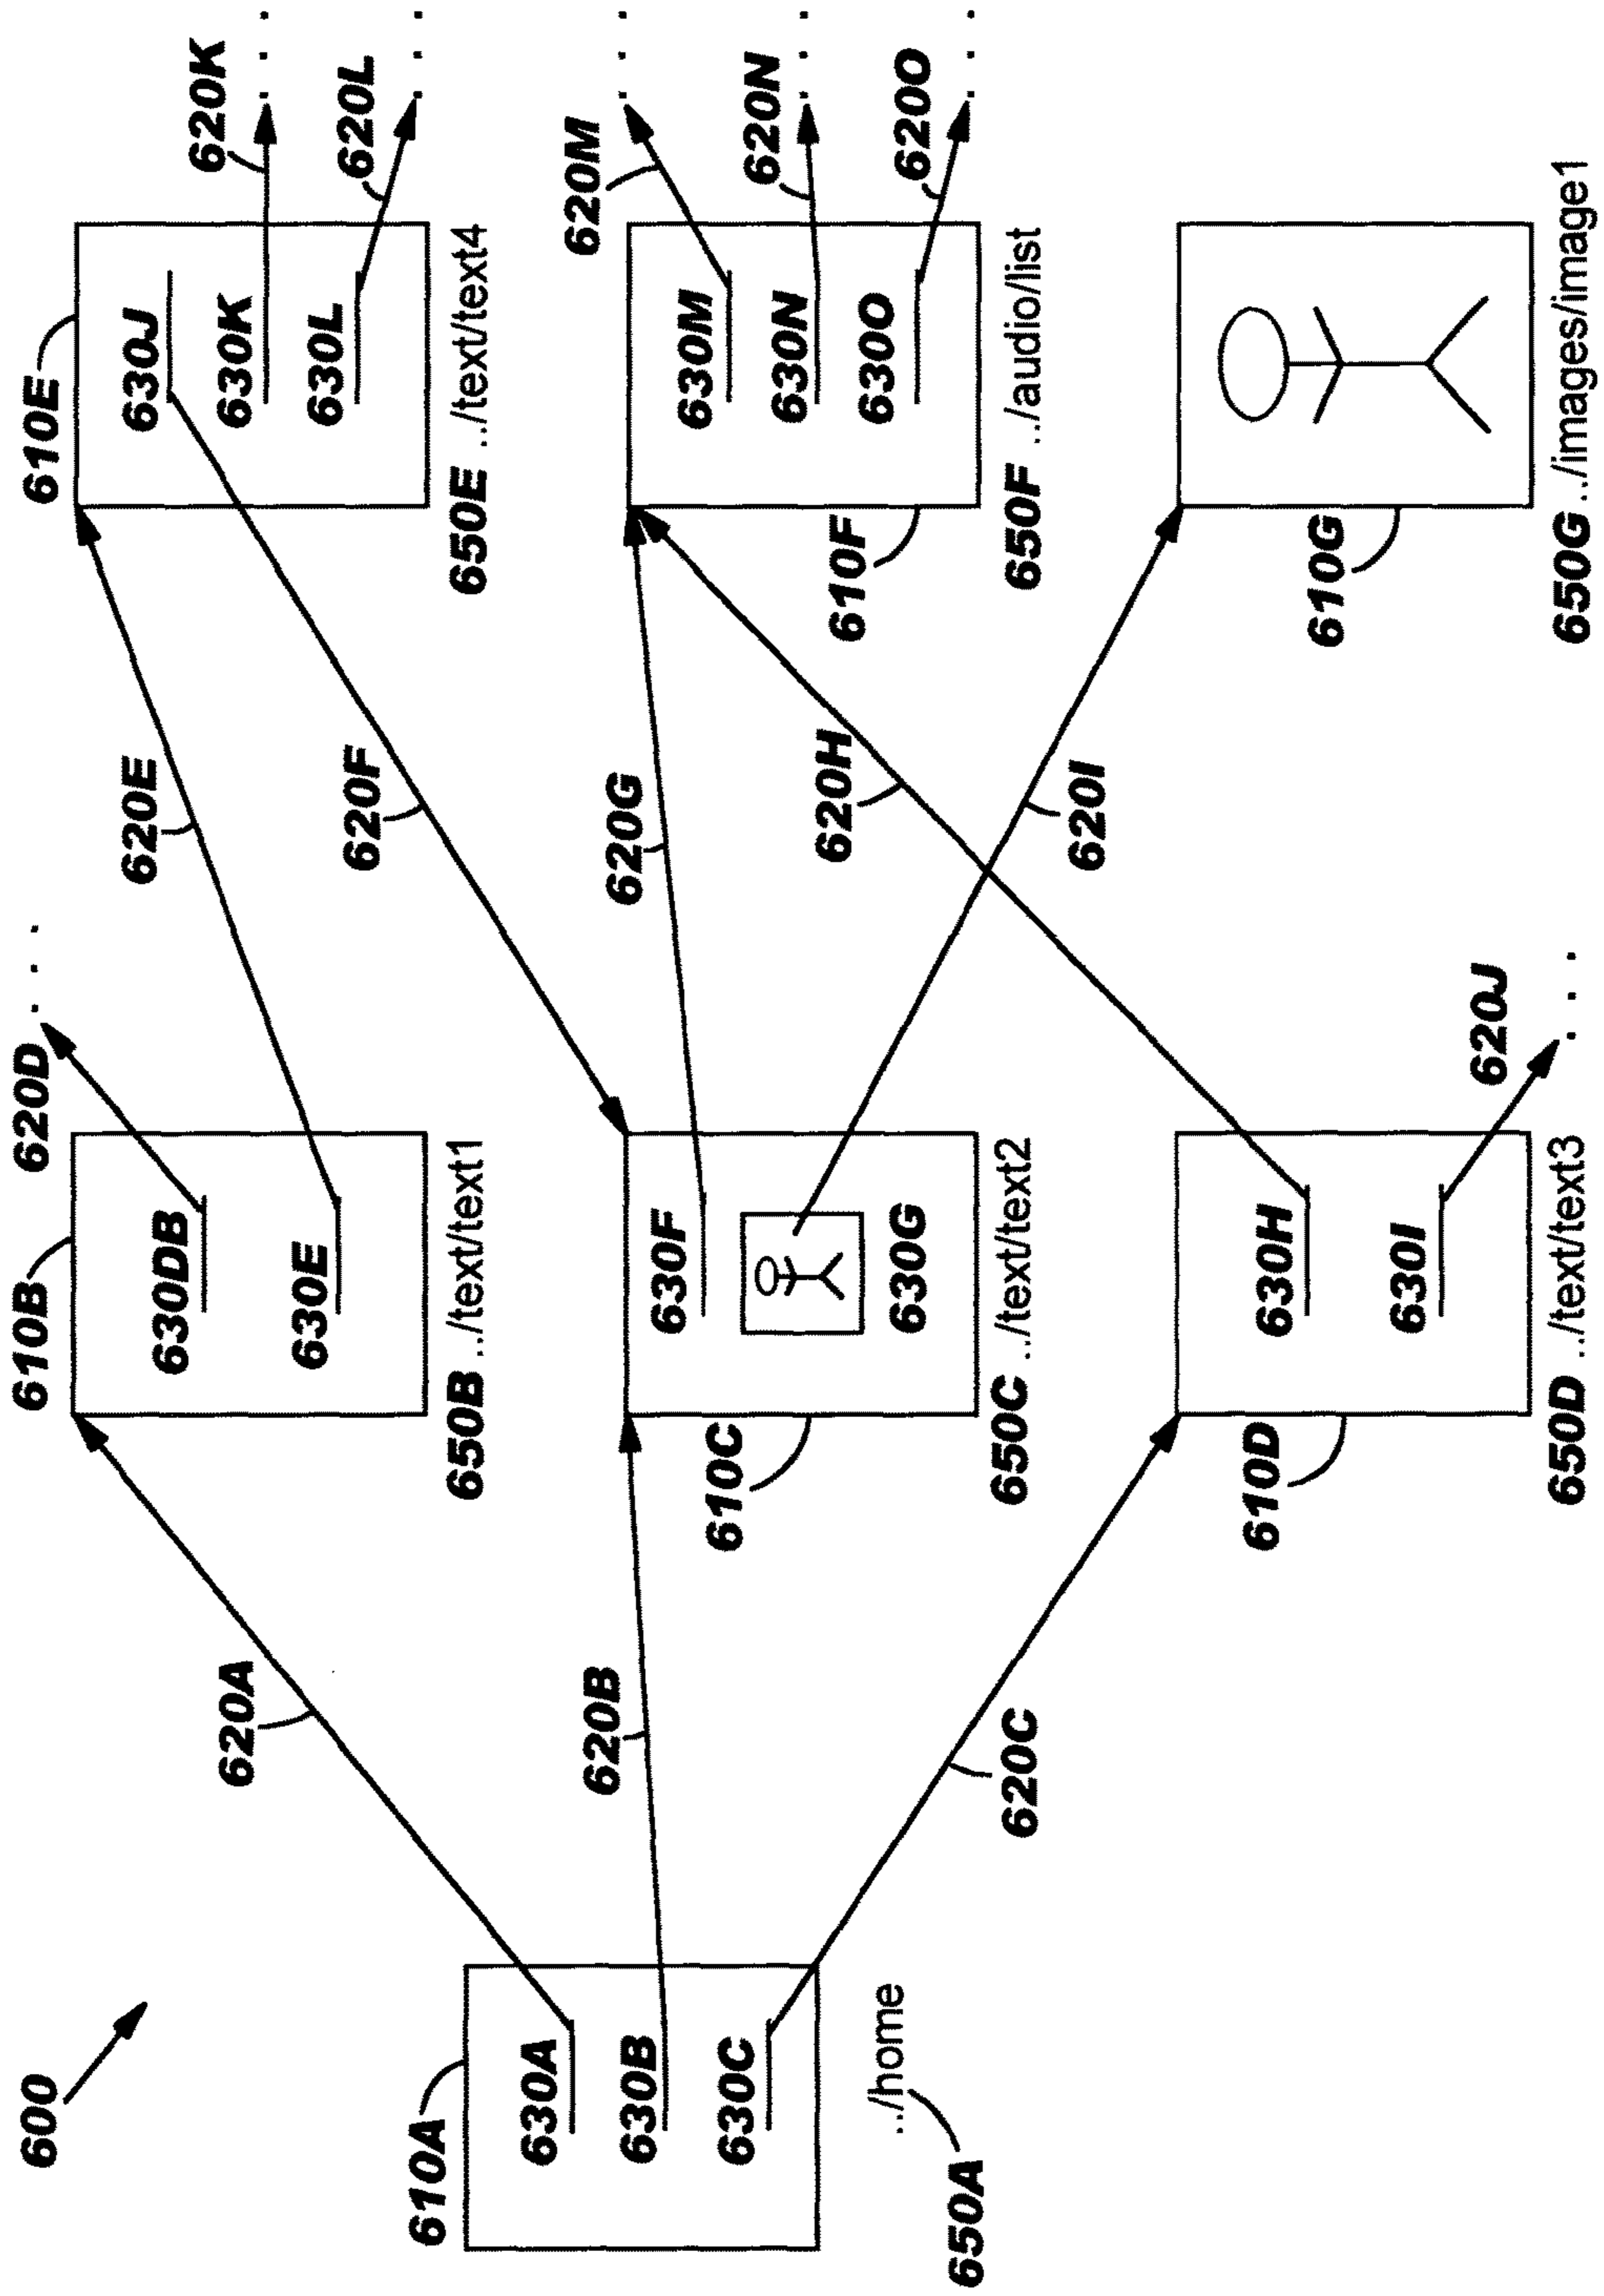 600
610A
630A
630B
630C
../home
650A
620A
620B
620C
610B
630DB
630E
650B ../text/text1
620D
610C
630F
630G
650C ../text/text2
610D
630H
630I
650D ../text/text3
620J
620E
620F
620G
620H
620I
610E
630J
630K
630L
650E ../text/text4
620K
620L
610F
630M
630N
630O
650F ../audio/list
620M
620N
620O
610G
650G ../images/image1